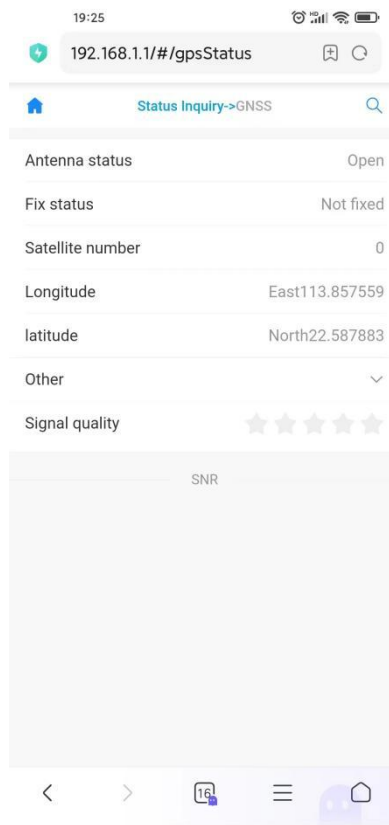 19:25
192.168.1.1/#/gpsStatus
Status Inquiry->GNSS
Antenna status Open
Fix status Not fixed
Satellite number 0
Longitude East113.857559
latitude North22.587883
Other
Signal quality
SNR
16